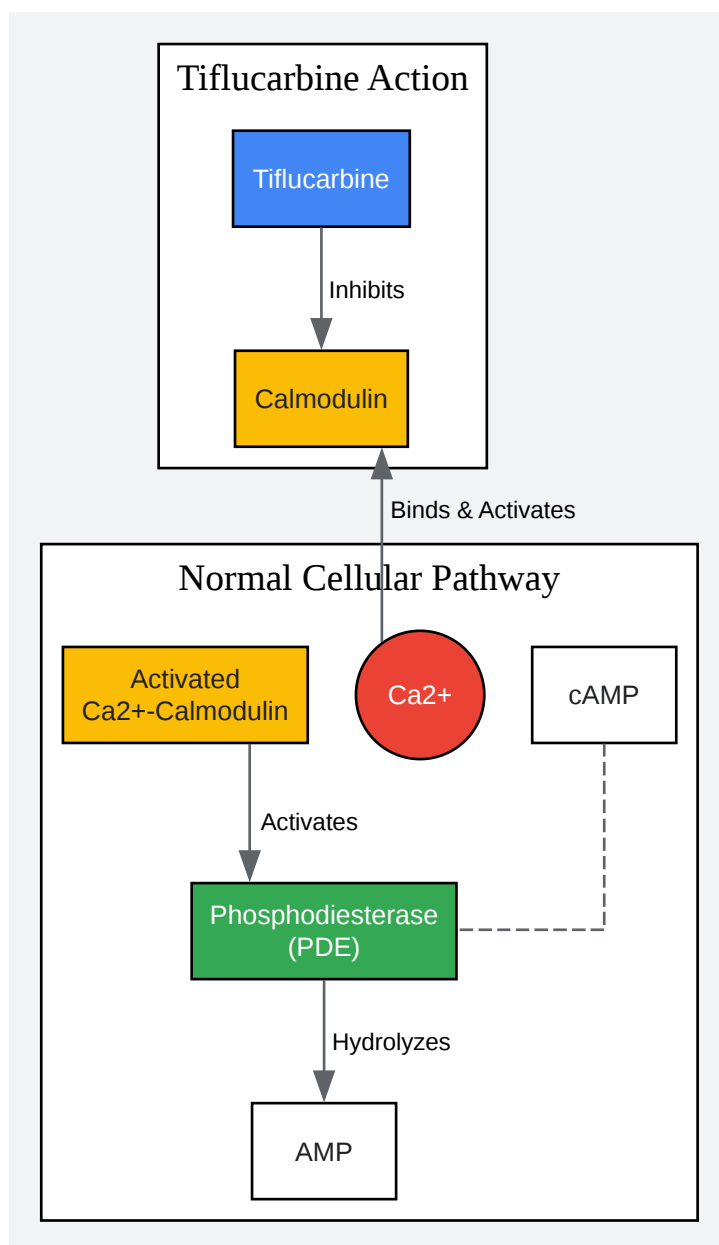 Tiflucarbine Action
Tiflucarbine
Inhibits
Calmodulin
Binds & Activates
Normal Cellular Pathway
Activated
Ca2+-Calmodulin
Ca2+
cAMP
Activates
Phosphodiesterase
(PDE)
Hydrolyzes
AMP